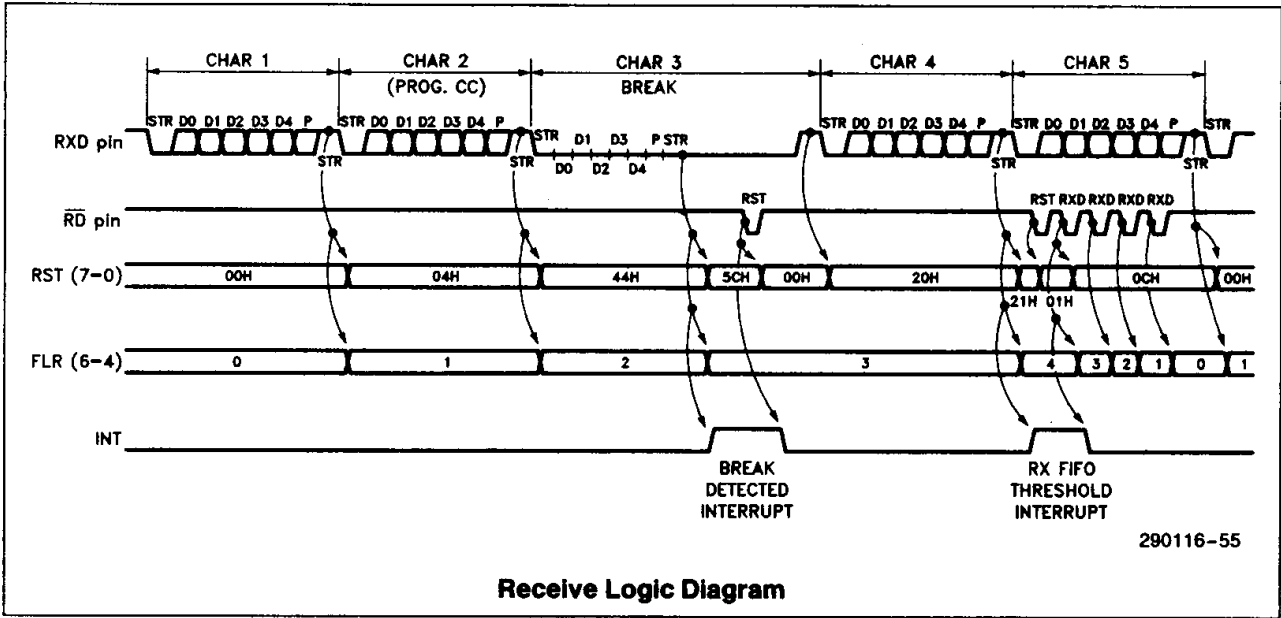 CHAR 1 CHAR 2 CHAR 3 CHAR 4 CHAR 5
(PROG. CC) BREAK
STR D0 D1 D2 D3 D4 P STR D0 D1 D2 D3 D4 P STR D1 D3 P STR STR D0 D1 D2 D3 D4 P STR D0 D1 D2 D3 D4 P STR
RXD pin
STR STR D0 D2 D4 STR STR
RST RST RXD RXD RXD RXD
RD pin
RST (7-0) 00H 04H 44H 5CH 00H 20H 0CH 00H
21H 01H
FLR (6-4) 0 1 2 3 4 3 2 1 0 1
INT
BREAK
DETECTED
INTERRUPT
RX FIFO
THRESHOLD
INTERRUPT
290116-55
Receive Logic Diagram